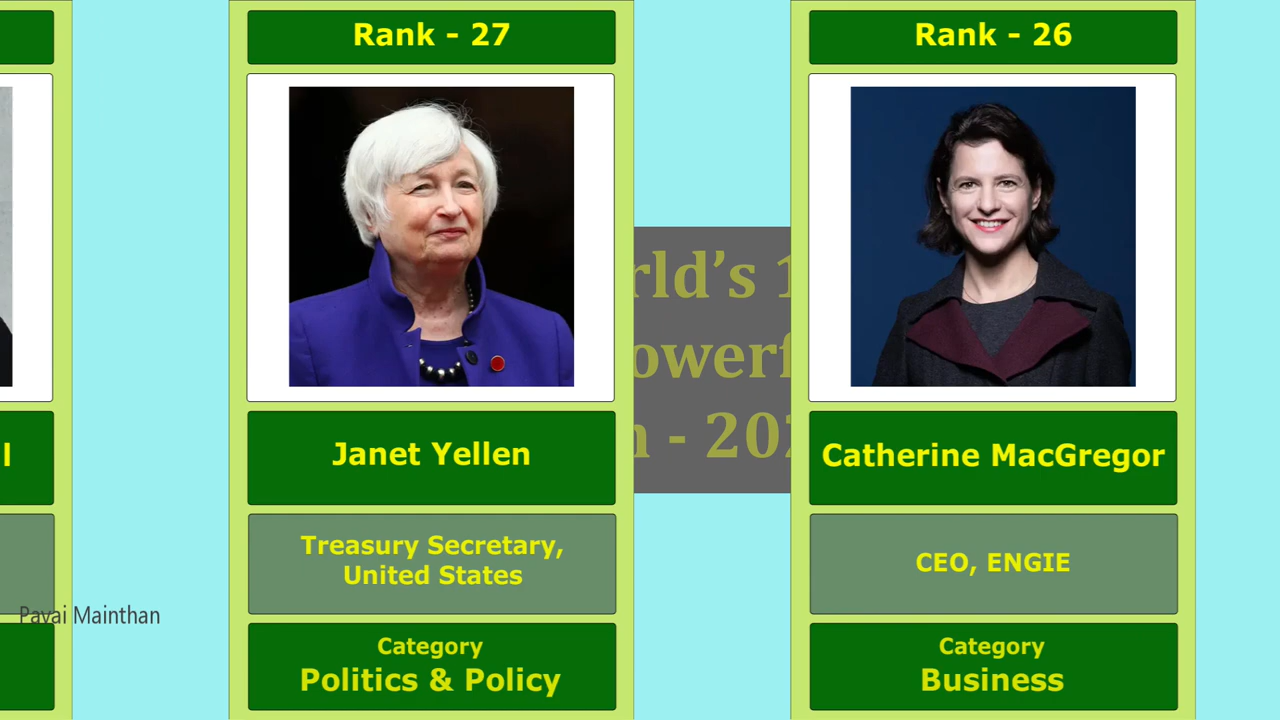 Rank - 27
Janet Yellen
Treasury Secretary,
United States
Category
Politics & Policy
Rank - 26
Catherine MacGregor
CEO, ENGIE
Category
Business
Pavai Mainthan